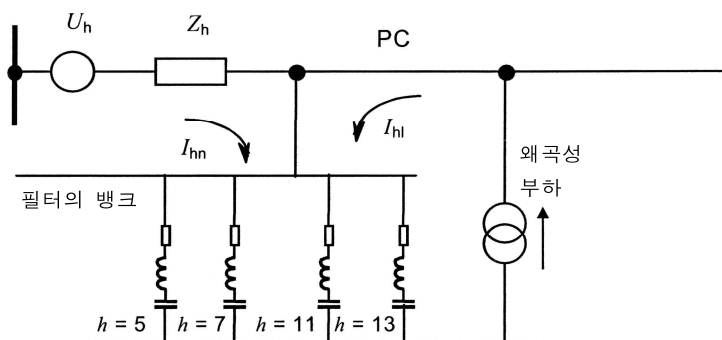 Uh Zh
PC
Ihn Ihl
왜곡성
부하
필터의 뱅크
h = 5 h = 7 h = 11 h = 13